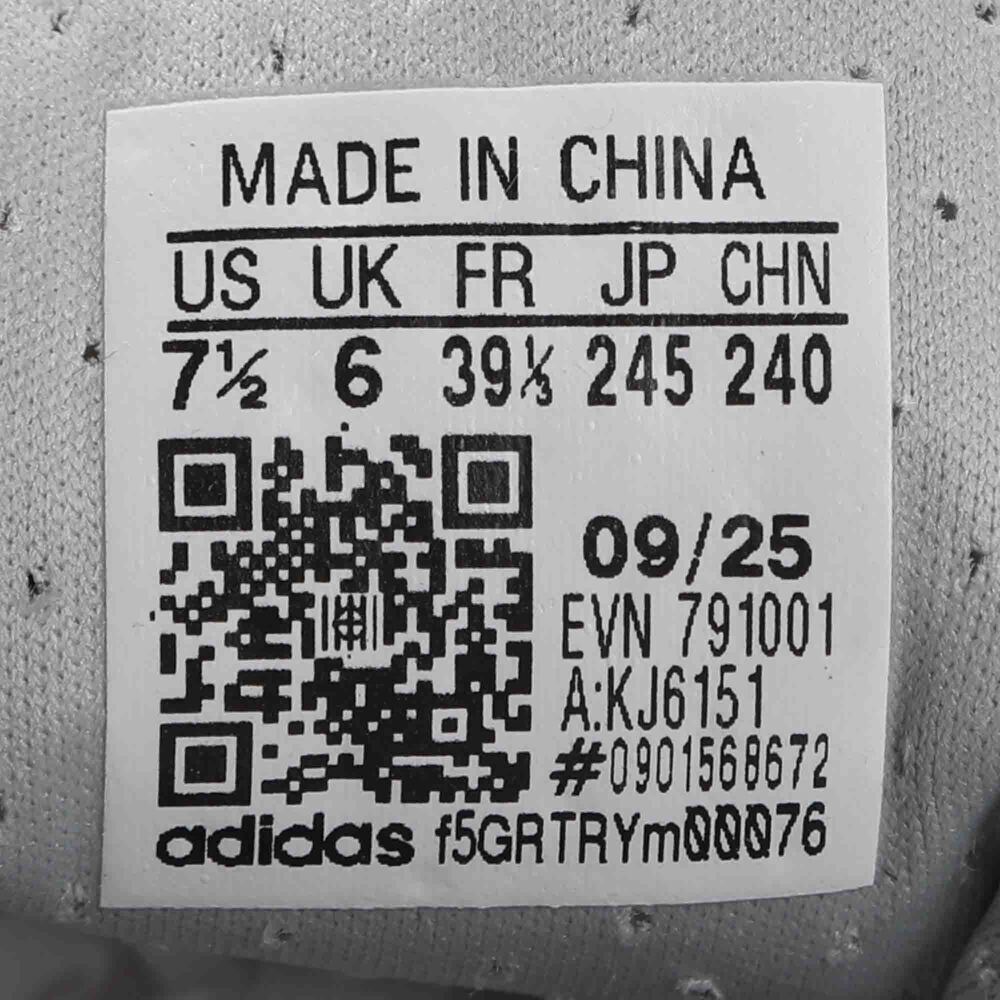 MADE IN CHINA
US UK FR JP CHN
7½ 6 39⅓ 245 240
09/25
EVN 791001
A:KJ6151
#0901568672
adidas f5GRTRYm00076